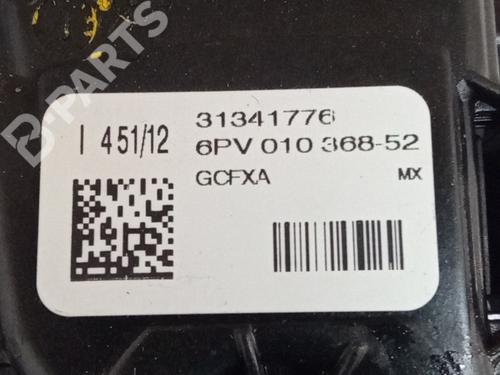 B-PARTS
I 451/12
31341776
6PV 010 368-52
GCFXA
MX